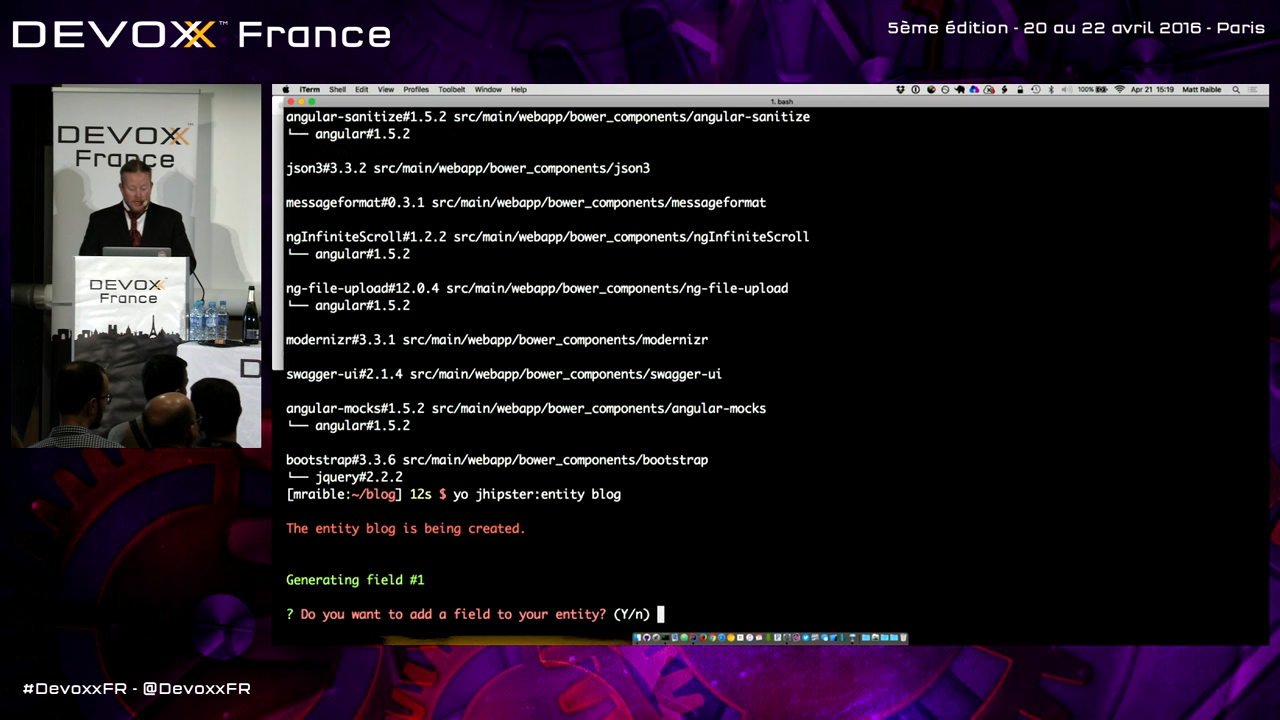 DEVOXX™ France
5ème édition - 20 au 22 avril 2016 - Paris
DEVOXX
France
DEVOXX
France
D
iTerm Shell Edit View Profiles Toolbelt Window Help
100% Apr 21 15:19 Matt Raible
1. bash
angular-sanitize#1.5.2 src/main/webapp/bower_components/angular-sanitize
└── angular#1.5.2
json3#3.3.2 src/main/webapp/bower_components/json3
messageformat#0.3.1 src/main/webapp/bower_components/messageformat
ngInfiniteScroll#1.2.2 src/main/webapp/bower_components/ngInfiniteScroll
└── angular#1.5.2
ng-file-upload#12.0.4 src/main/webapp/bower_components/ng-file-upload
└── angular#1.5.2
modernizr#3.3.1 src/main/webapp/bower_components/modernizr
swagger-ui#2.1.4 src/main/webapp/bower_components/swagger-ui
angular-mocks#1.5.2 src/main/webapp/bower_components/angular-mocks
└── angular#1.5.2
bootstrap#3.3.6 src/main/webapp/bower_components/bootstrap
└── jquery#2.2.2
[mraible:~/blog] 12s $ yo jhipster:entity blog
The entity blog is being created.
Generating field #1
? Do you want to add a field to your entity? (Y/n)
#DevoxxFR - @DevoxxFR